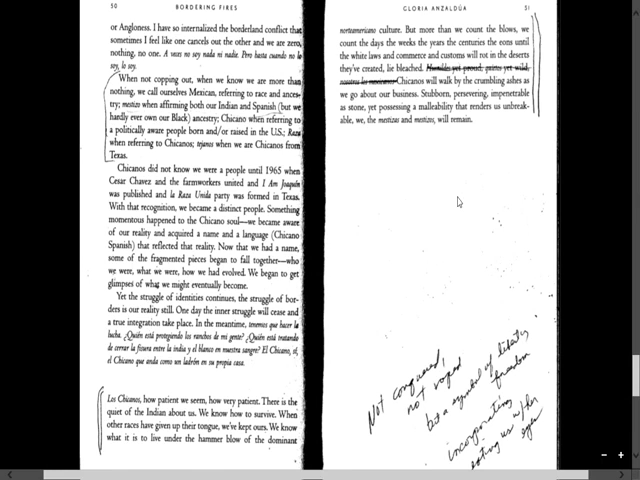 50
BORDERING FIRES
or Angloness. I have so internalized the borderland conflict that
sometimes I feel like one cancels out the other and we are zero,
nothing, no one. A veces no soy nada ni nadie. Pero hasta cuando no lo
soy, lo soy.
When not copping out, when we know we are more than
nothing, we call ourselves Mexican, referring to race and ances-
try; mestizo when affirming both our Indian and Spanish (but we
hardly ever own our Black) ancestry; Chicano when referring to
a politically aware people born and/or raised in the U.S.; Raza
when referring to Chicanos; tejanos when we are Chicanos from
Texas.
Chicanos did not know we were a people until 1965 when
Cesar Chavez and the farmworkers united and I Am Joaquín
was published and la Raza Unida party was formed in Texas.
With that recognition, we became a distinct people. Something
momentous happened to the Chicano soul—we became aware
of our reality and acquired a name and a language (Chicano
Spanish) that reflected that reality. Now that we had a name,
some of the fragmented pieces began to fall together—who
we were, what we were, how we had evolved. We began to get
glimpses of what we might eventually become.
Yet the struggle of identities continues, the struggle of bor-
ders is our reality still. One day the inner struggle will cease and
a true integration take place. In the meantime, tenemos que hacer la
lucha. ¿Quién está protegiendo los ranchos de mi gente? ¿Quién está tratando
de cerrar la fisura entre la india y el blanco en nuestra sangre? El Chicano, sí,
el Chicano que anda como un ladrón en su propia casa.
Los Chicanos, how patient we seem, how very patient. There is the
quiet of the Indian about us. We know how to survive. When
other races have given up their tongue, we've kept ours. We know
what it is to live under the hammer blow of the dominant
GLORIA ANZALDÚA
51
norteamericano culture. But more than we count the blows, we
count the days the weeks the years the centuries the eons until
the white laws and commerce and customs will rot in the deserts
they've created, lie bleached. Humildes yet proud, quietos yet wild,
nosotros los mexicanos-Chicanos will walk by the crumbling ashes as
we go about our business. Stubborn, persevering, impenetrable
as stone, yet possessing a malleability that renders us unbreak-
able, we, the mestizas and mestizos, will remain.
Not conquered,
not raped
but a symbol of liberty
freedom
incorporating
eating us w/ her
eyes